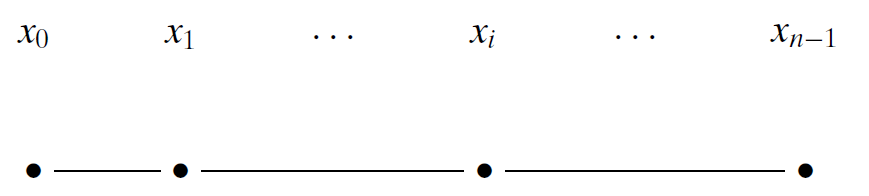 x₀ x₁ ⋯ xᵢ ⋯ xₙ₋₁